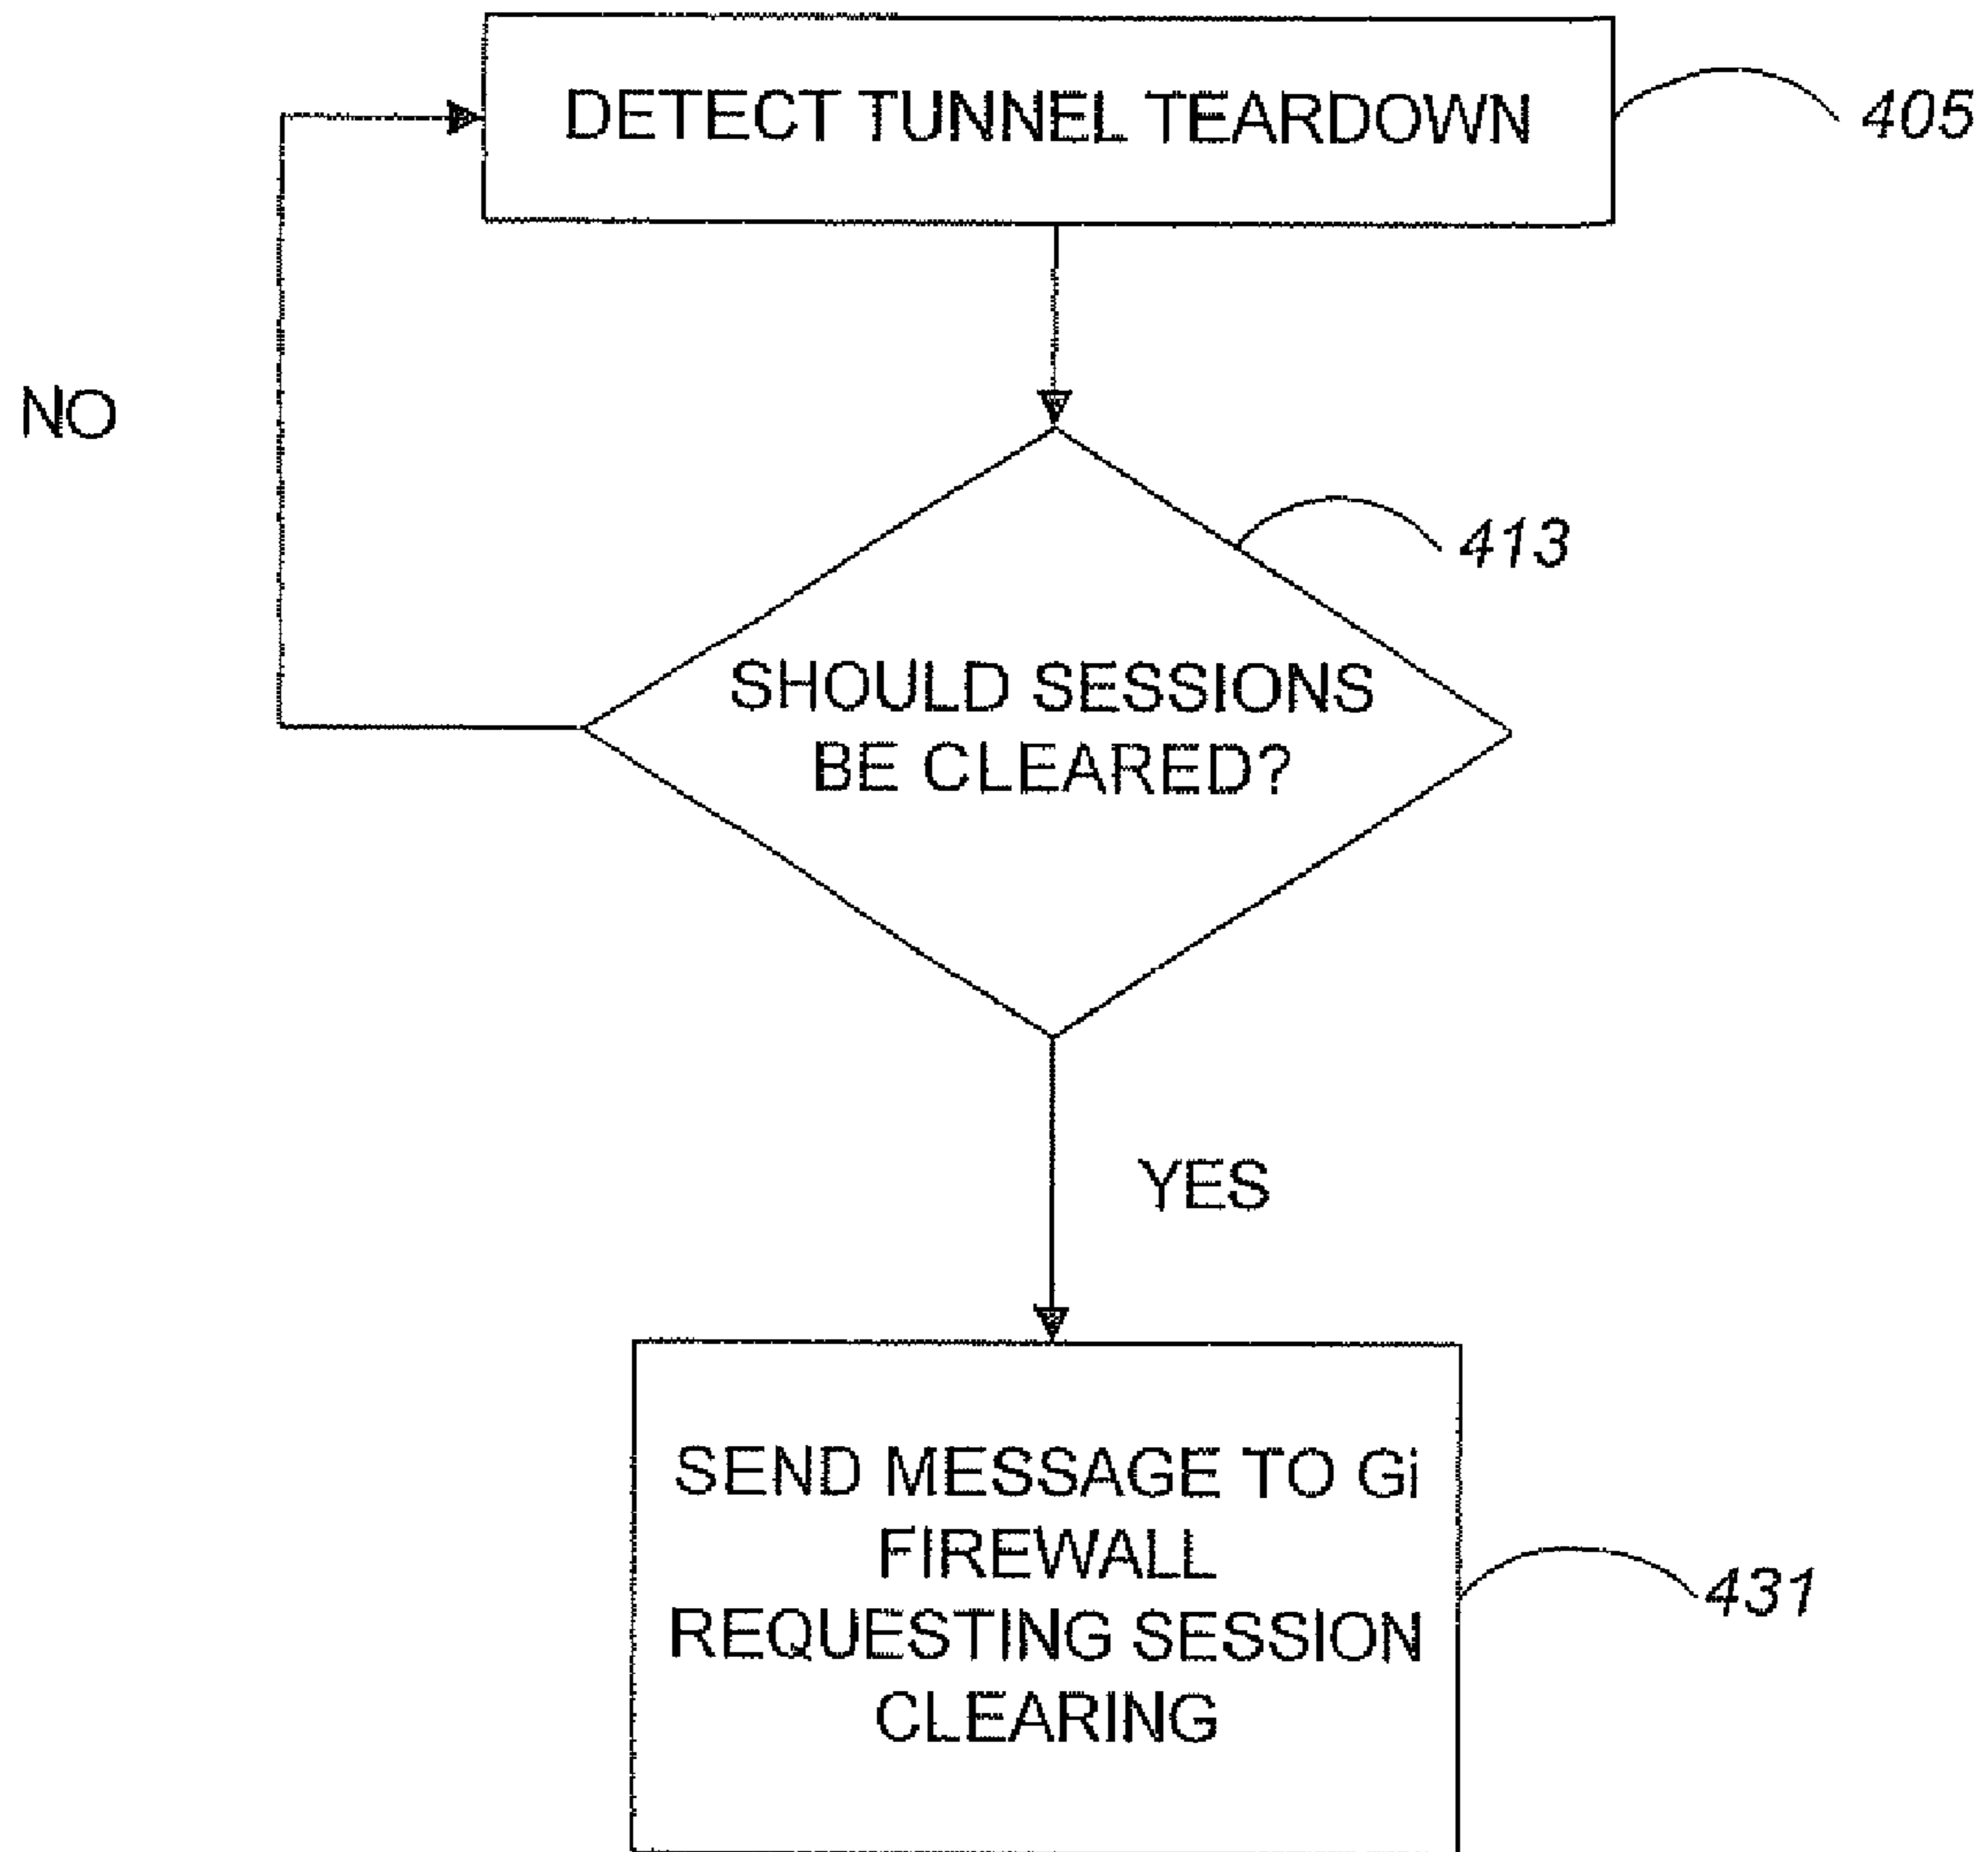 DETECT TUNNEL TEARDOWN
405
NO
413
SHOULD SESSIONS
BE CLEARED?
YES
SEND MESSAGE TO Gi
FIREWALL
REQUESTING SESSION
CLEARING
431